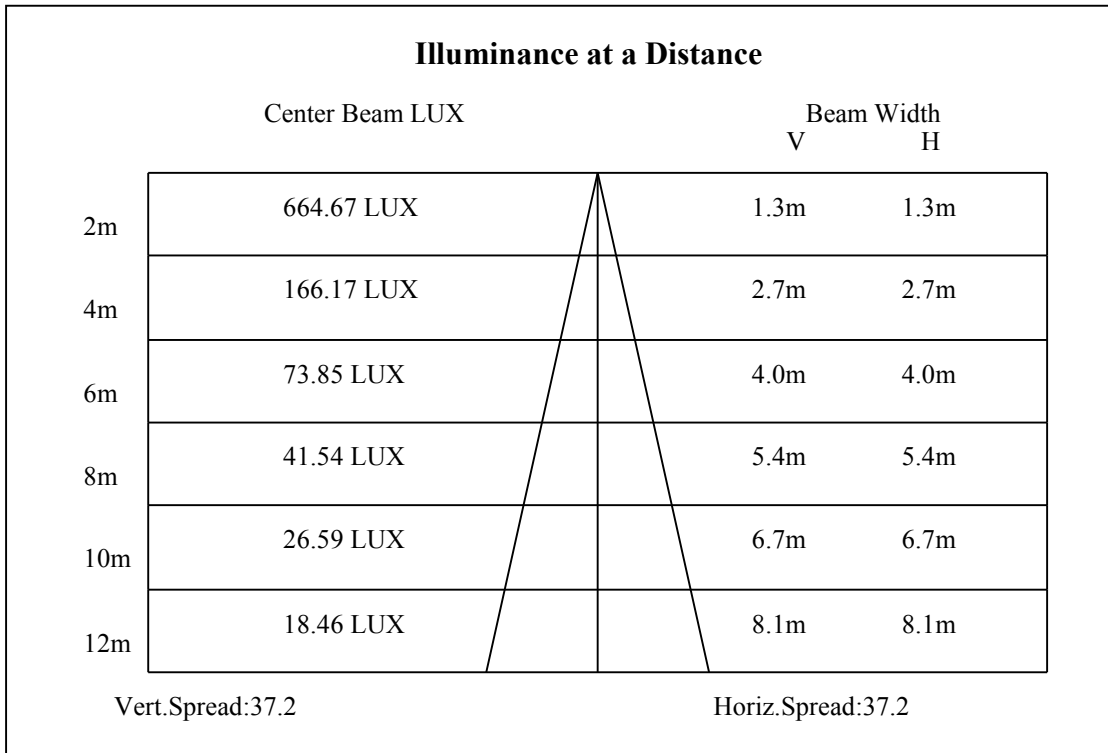 Illuminance at a Distance
Center Beam LUX Beam Width
V H
2m 664.67 LUX 1.3m 1.3m
4m 166.17 LUX 2.7m 2.7m
6m 73.85 LUX 4.0m 4.0m
8m 41.54 LUX 5.4m 5.4m
10m 26.59 LUX 6.7m 6.7m
12m 18.46 LUX 8.1m 8.1m
Vert.Spread:37.2 Horiz.Spread:37.2